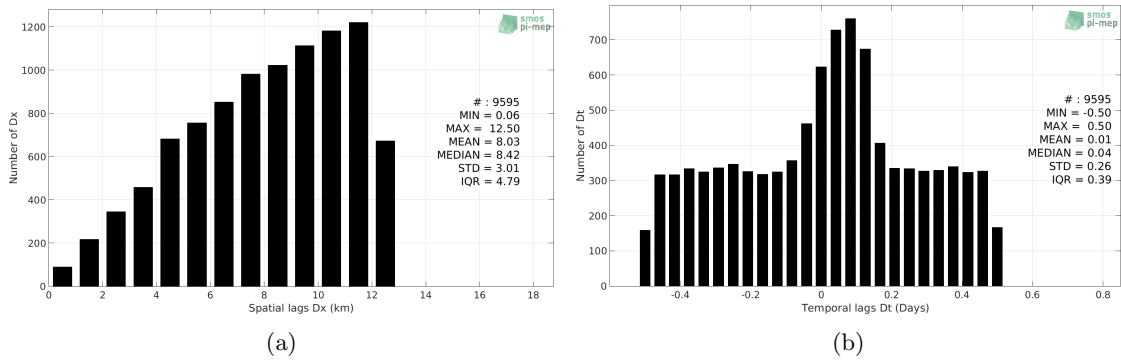 smos
pi-mep
1200
1000
800
600
400
200
0
Number of Dx
# : 9595
MIN = 0.06
MAX = 12.50
MEAN = 8.03
MEDIAN = 8.42
STD = 3.01
IQR = 4.79
0 2 4 6 8 10 12 14 16 18
Spatial lags Dx (km)
(a)
smos
pi-mep
700
600
500
400
300
200
100
0
Number of Dt
# : 9595
MIN = -0.50
MAX = 0.50
MEAN = 0.01
MEDIAN = 0.04
STD = 0.26
IQR = 0.39
-0.4 -0.2 0 0.2 0.4 0.6 0.8
Temporal lags Dt (Days)
(b)